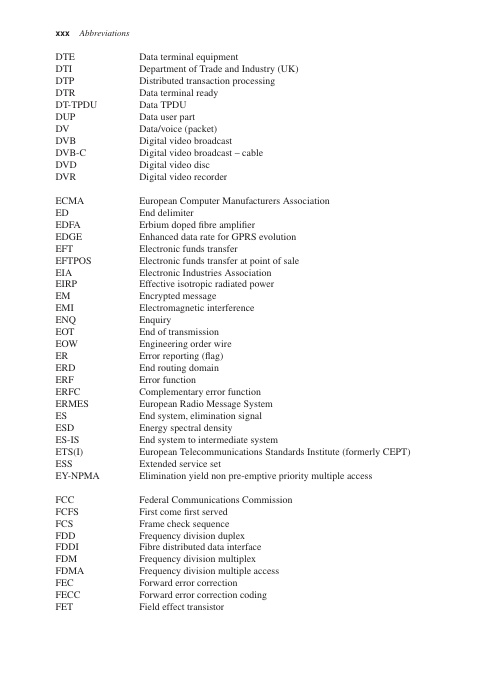 xxx Abbreviations
DTE Data terminal equipment
DTI Department of Trade and Industry (UK)
DTP Distributed transaction processing
DTR Data terminal ready
DT-TPDU Data TPDU
DUP Data user part
DV Data/voice (packet)
DVB Digital video broadcast
DVB-C Digital video broadcast – cable
DVD Digital video disc
DVR Digital video recorder
ECMA European Computer Manufacturers Association
ED End delimiter
EDFA Erbium doped fibre amplifier
EDGE Enhanced data rate for GPRS evolution
EFT Electronic funds transfer
EFTPOS Electronic funds transfer at point of sale
EIA Electronic Industries Association
EIRP Effective isotropic radiated power
EM Encrypted message
EMI Electromagnetic interference
ENQ Enquiry
EOT End of transmission
EOW Engineering order wire
ER Error reporting (flag)
ERD End routing domain
ERF Error function
ERFC Complementary error function
ERMES European Radio Message System
ES End system, elimination signal
ESD Energy spectral density
ES-IS End system to intermediate system
ETS(I) European Telecommunications Standards Institute (formerly CEPT)
ESS Extended service set
EY-NPMA Elimination yield non pre-emptive priority multiple access
FCC Federal Communications Commission
FCFS First come first served
FCS Frame check sequence
FDD Frequency division duplex
FDDI Fibre distributed data interface
FDM Frequency division multiplex
FDMA Frequency division multiple access
FEC Forward error correction
FECC Forward error correction coding
FET Field effect transistor